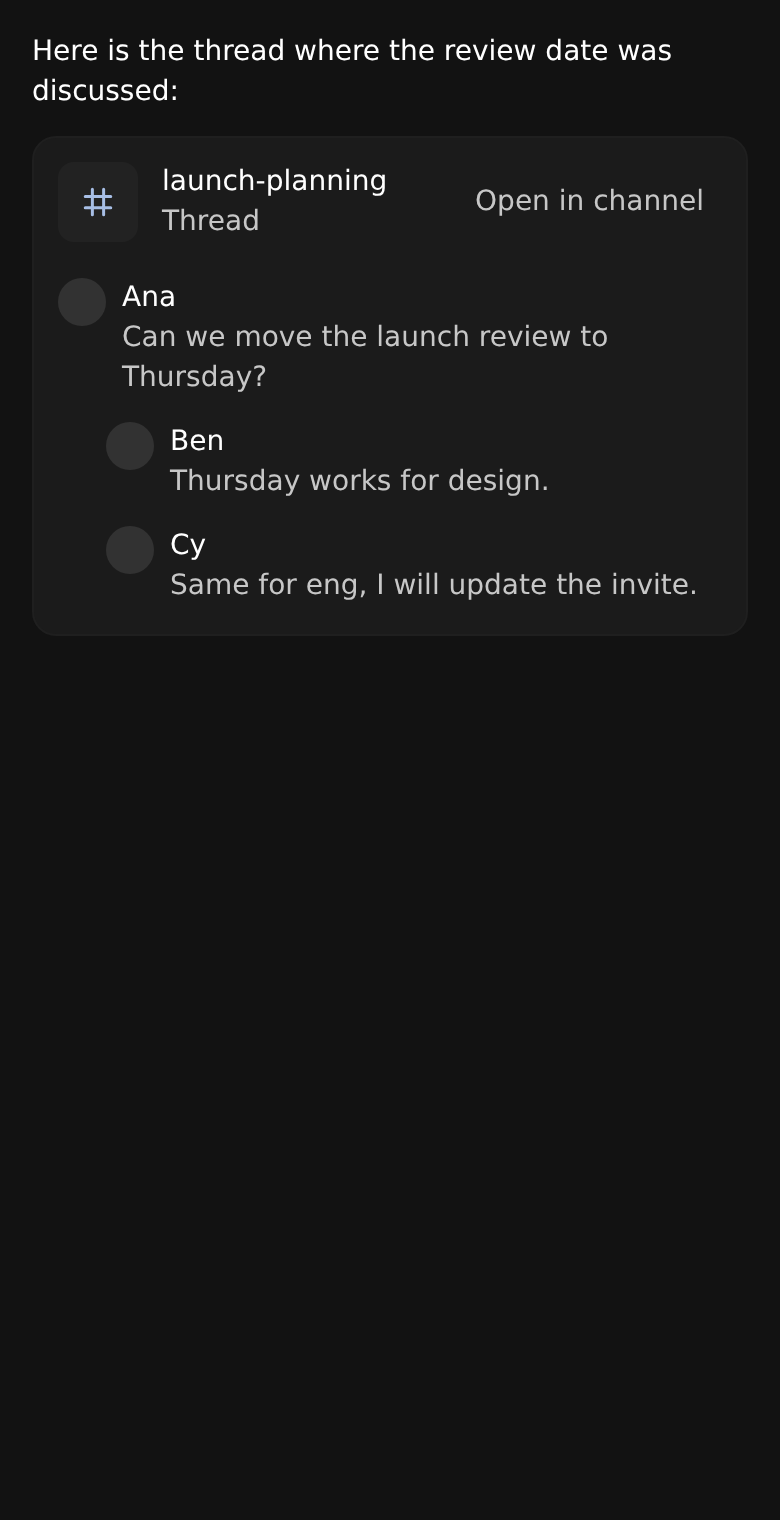 Here is the thread where the review date was
discussed:
launch-planning
Thread
Open in channel
Ana
Can we move the launch review to
Thursday?
Ben
Thursday works for design.
Cy
Same for eng, I will update the invite.